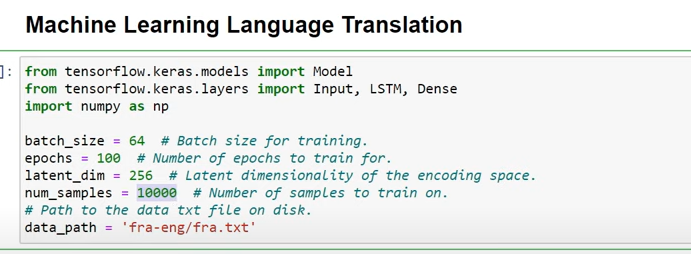 Machine Learning Language Translation
]:
from tensorflow.keras.models import Model
from tensorflow.keras.layers import Input, LSTM, Dense
import numpy as np
batch_size = 64  # Batch size for training.
epochs = 100  # Number of epochs to train for.
latent_dim = 256  # Latent dimensionality of the encoding space.
num_samples = 10000  # Number of samples to train on.
# Path to the data txt file on disk.
data_path = 'fra-eng/fra.txt'